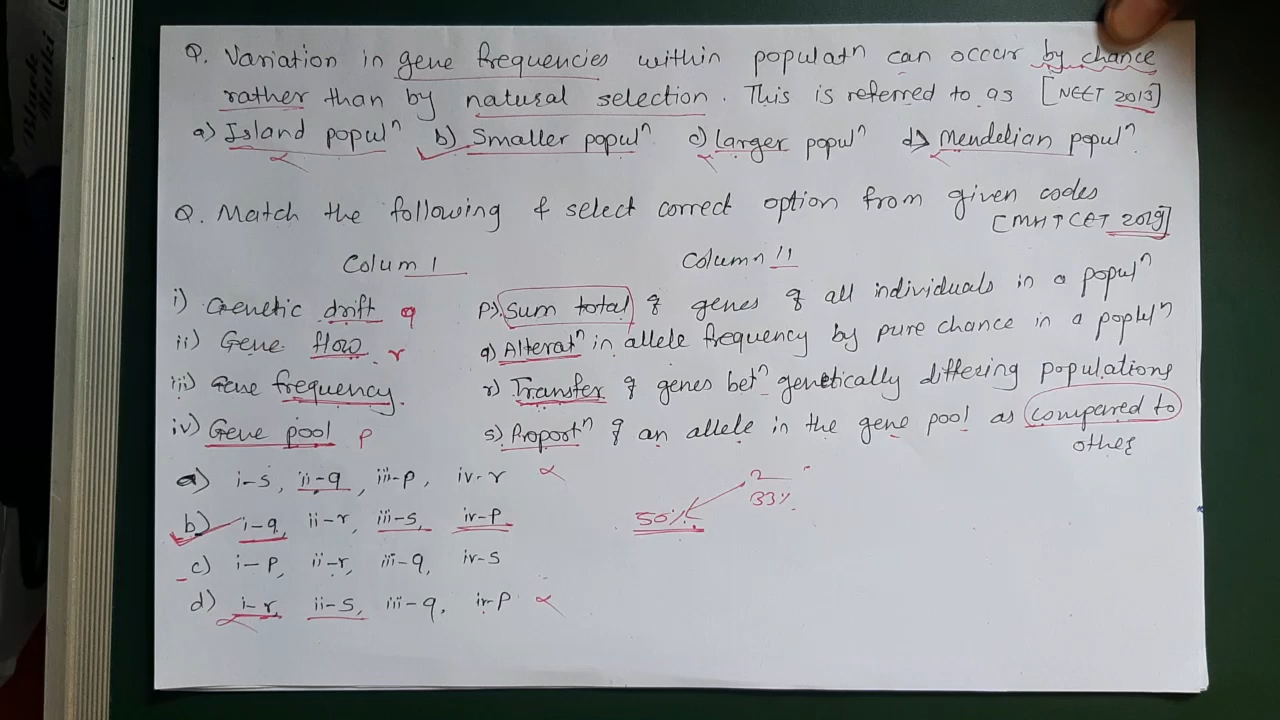 Black
Q. Variation in gene frequencies within populatⁿ can occur by chance
rather than by natural selection. This is referred to as [NEET 2013]
a) Island populⁿ b) Smaller populⁿ c) larger populⁿ d) Mendelian populⁿ.
Q. Match the following & select correct option from given codes
[MHTCET 2019]
Colum I Column II
i) Genetic drift q p) Sum total of genes of all individuals in a populⁿ
ii) Gene flow r q) Alteratⁿ in allele frequency by pure chance in a poplyⁿ
iii) Gene frequency. r) Transfer of genes betⁿ genetically differing populations
iv) Gene pool p s) Proportⁿ of an allele in the gene pool as compared to
other
a) i-s, ii-q, iii-p, iv-r
b) i-q, ii-r, iii-s, iv-p
c) i-p, ii-r, iii-q, iv-s
d) i-r, ii-s, iii-q, iv-p
2
50% 33%